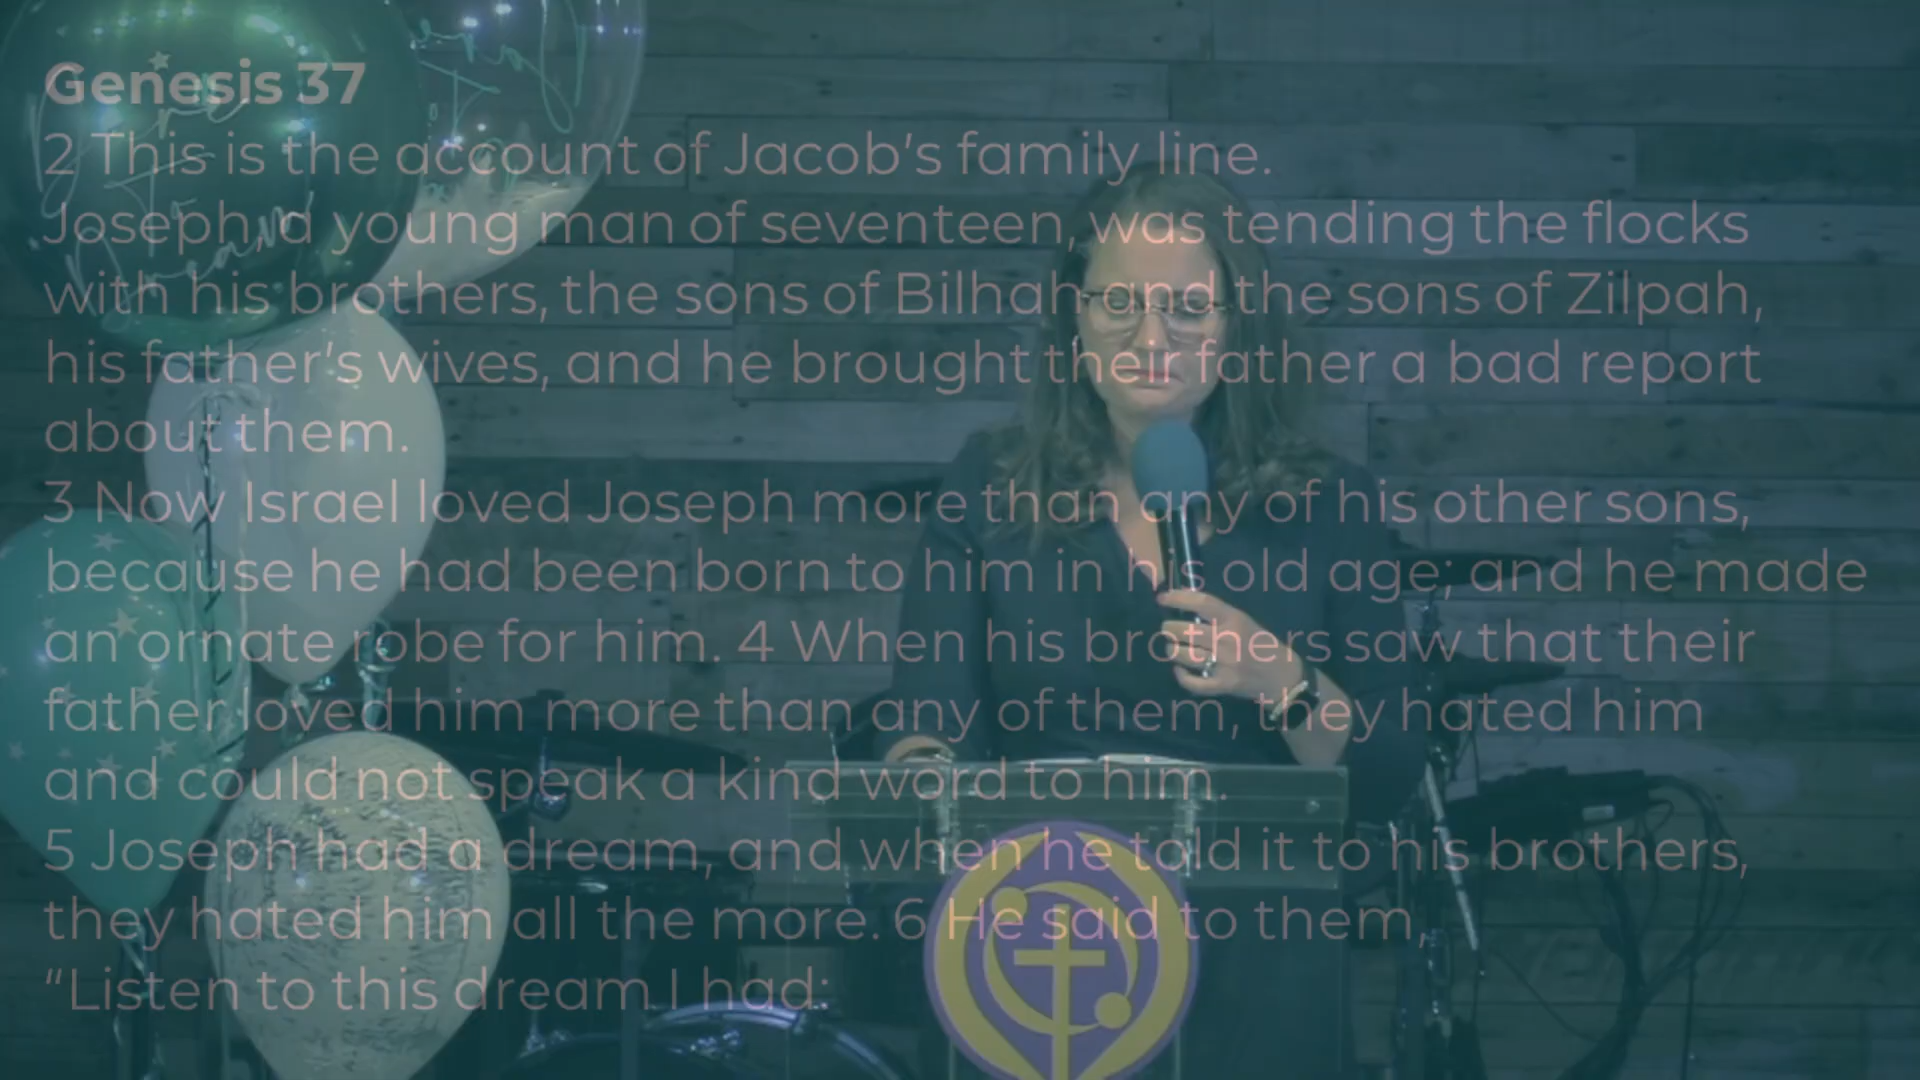 Genesis 37
2 This is the account of Jacob’s family line.
Joseph, a young man of seventeen, was tending the flocks
with his brothers, the sons of Bilhah and the sons of Zilpah,
his father’s wives, and he brought their father a bad report
about them.
3 Now Israel loved Joseph more than any of his other sons,
because he had been born to him in his old age; and he made
an ornate robe for him. 4 When his brothers saw that their
father loved him more than any of them, they hated him
and could not speak a kind word to him.
5 Joseph had a dream, and when he told it to his brothers,
they hated him all the more. 6 He said to them,
“Listen to this dream I had:
Dare
To
Dream